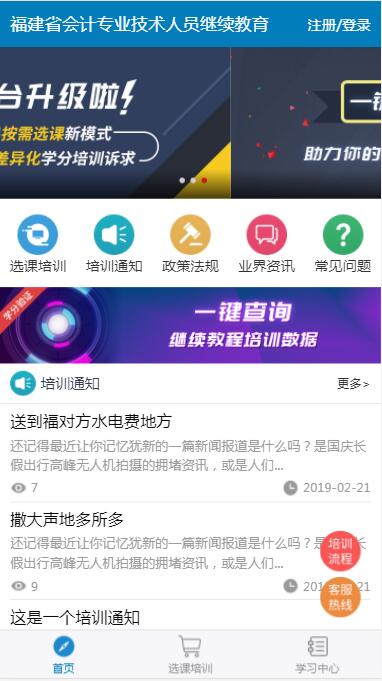 福建省会计专业技术人员继续教育
注册/登录
台升级啦!
按需选课新模式
差异化学分培训诉求
一键
助力你的
选课培训
培训通知
政策法规
业界资讯
常见问题
学分验证
一键查询
继续教程培训数据
培训通知
更多>
送到福对方水电费地方
还记得最近让你记忆犹新的一篇新闻报道是什么吗？是国庆长
假出行高峰无人机拍摄的拥堵资讯，或是人们...
7
2019-02-21
撒大声地多所多
还记得最近让你记忆犹新的一篇新闻报道是什么吗？是国庆长
假出行高峰无人机拍摄的拥堵资讯，或是人们...
9
培训
流程
客服
热线
这是一个培训通知
首页
选课培训
学习中心